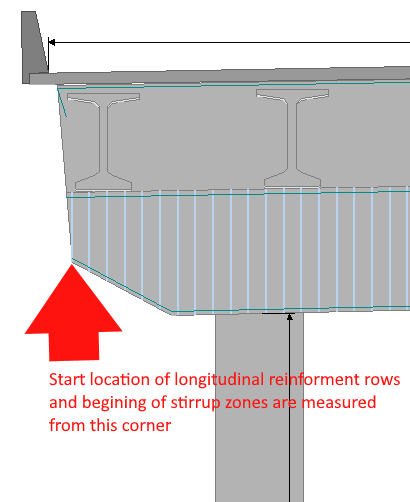 Start location of longitudinal reinforment rows
and begining of stirrup zones are measured
from this corner